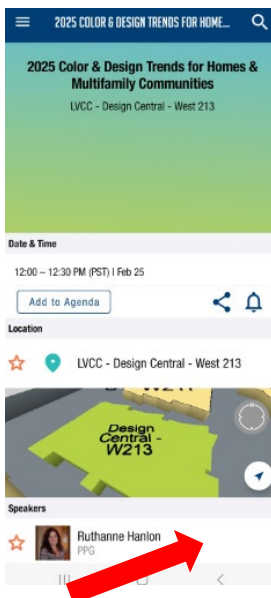 2025 COLOR & DESIGN TRENDS FOR HOME...
2025 Color & Design Trends for Homes &
Multifamily Communities
LVCC - Design Central - West 213
Date & Time
12:00 – 12:30 PM (PST) | Feb 25
Add to Agenda
Location
LVCC - Design Central - West 213
Design
Central -
W213
Speakers
Ruthanne Hanlon
PPG